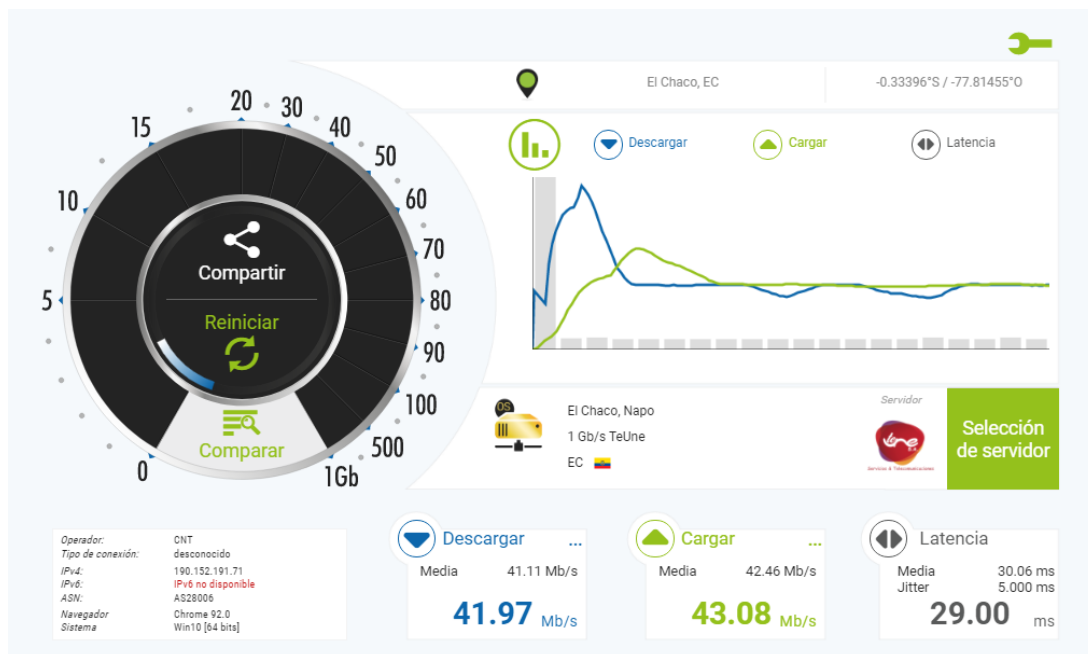 El Chaco, EC
-0.33396°S / -77.81455°O
0
5
10
15
20
30
40
50
60
70
80
90
100
500
1Gb
Compartir
Reiniciar
Comparar
Descargar
Cargar
Latencia
OS
El Chaco, Napo
1 Gb/s TeUne
EC
Servidor
Selección
de servidor
Operador: CNT
Tipo de conexión: desconocido
IPv4: 190.152.191.71
IPv6: IPv6 no disponible
ASN: AS28006
Navegador Chrome 92.0
Sistema Win10 [64 bits]
Descargar ...
Media 41.11 Mb/s
41.97 Mb/s
Cargar ...
Media 42.46 Mb/s
43.08 Mb/s
Latencia
Media 30.06 ms
Jitter 5.000 ms
29.00 ms